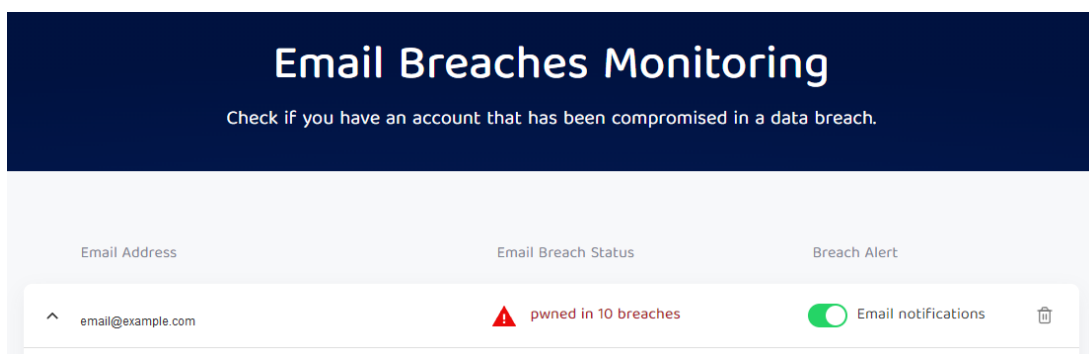 Email Breaches Monitoring
Check if you have an account that has been compromised in a data breach.
Email Address Email Breach Status Breach Alert
email@example.com pwned in 10 breaches Email notifications